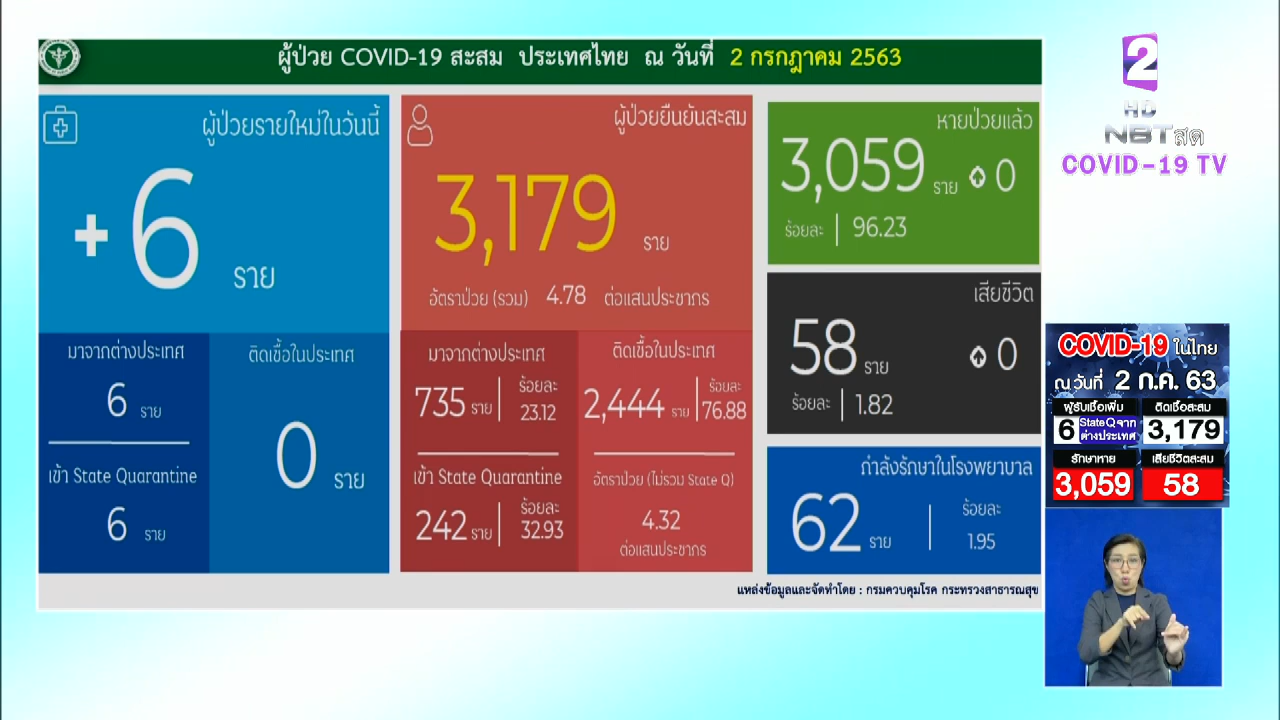 ผู้ป่วย COVID-19 สะสม ประเทศไทย ณ วันที่ 2 กรกฎาคม 2563
ผู้ป่วยรายใหม่ในวันนี้
+6 ราย
มาจากต่างประเทศ
6 ราย
เข้า State Quarantine
6 ราย
ติดเชื้อในประเทศ
0 ราย
ผู้ป่วยยืนยันสะสม
3,179 ราย
อัตราป่วย (รวม) 4.78 ต่อแสนประชากร
มาจากต่างประเทศ
735 ราย ร้อยละ 23.12
เข้า State Quarantine
242 ราย ร้อยละ 32.93
ติดเชื้อในประเทศ
2,444 ราย ร้อยละ 76.88
อัตราป่วย (ไม่รวม State Q)
4.32
ต่อแสนประชากร
หายป่วยแล้ว
3,059 ราย 0
ร้อยละ 96.23
เสียชีวิต
58 ราย 0
ร้อยละ 1.82
กำลังรักษาในโรงพยาบาล
62 ราย ร้อยละ 1.95
แหล่งข้อมูลและจัดทำโดย : กรมควบคุมโรค กระทรวงสาธารณสุข
2
HD
NBT สด
COVID-19 TV
COVID-19 ในไทย
ณ วันที่ 2 ก.ค. 63
ผู้รับเชื้อเพิ่ม
6 State Q จากต่างประเทศ
ติดเชื้อสะสม
3,179
รักษาหาย
3,059
เสียชีวิตสะสม
58